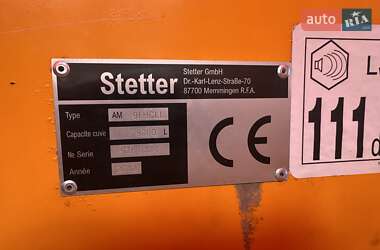 auto RIA
Stetter
Stetter GmbH
Dr.-Karl-Lenz-Straße-70
87700 Memmingen R.F.A.
Type AM
Capacite cuve L
№ Serie
Année
CE
L
111